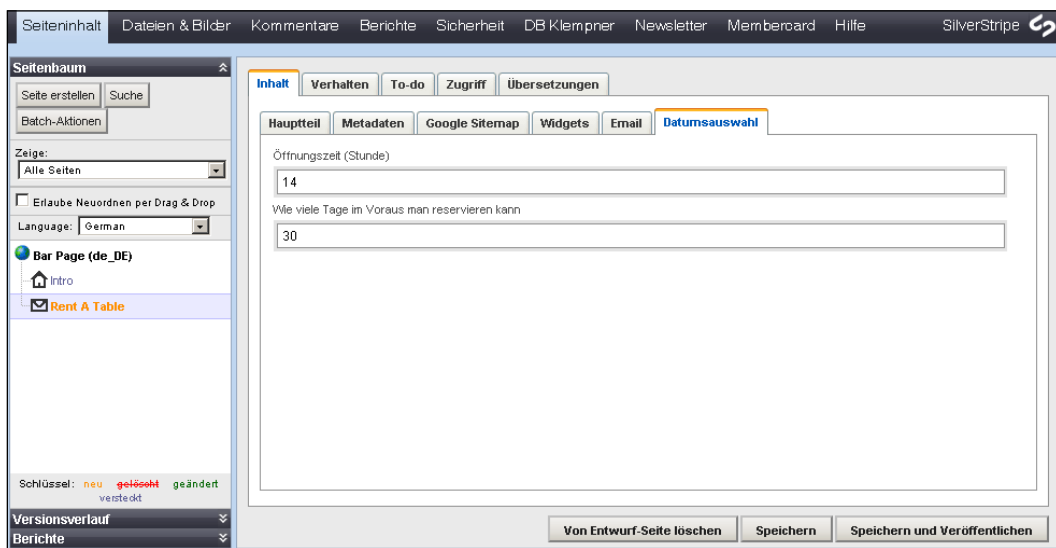 Seiteninhalt Dateien & Bilder Kommentare Berichte Sicherheit DB Klempner Newsletter Membercard Hilfe SilverStripe
Seitenbaum
Seite erstellen Suche
Batch-Aktionen
Zeige:
Alle Seiten
Erlaube Neuordnen per Drag & Drop
Language: German
Bar Page (de_DE)
Intro
Rent A Table
Schlüssel: neu gelöscht geändert
versteckt
Versionsverlauf
Berichte
Inhalt Verhalten To-do Zugriff Übersetzungen
Hauptteil Metadaten Google Sitemap Widgets Email Datumsauswahl
Öffnungszeit (Stunde)
14
Wie viele Tage im Voraus man reservieren kann
30
Von Entwurf-Seite löschen Speichern Speichern und Veröffentlichen